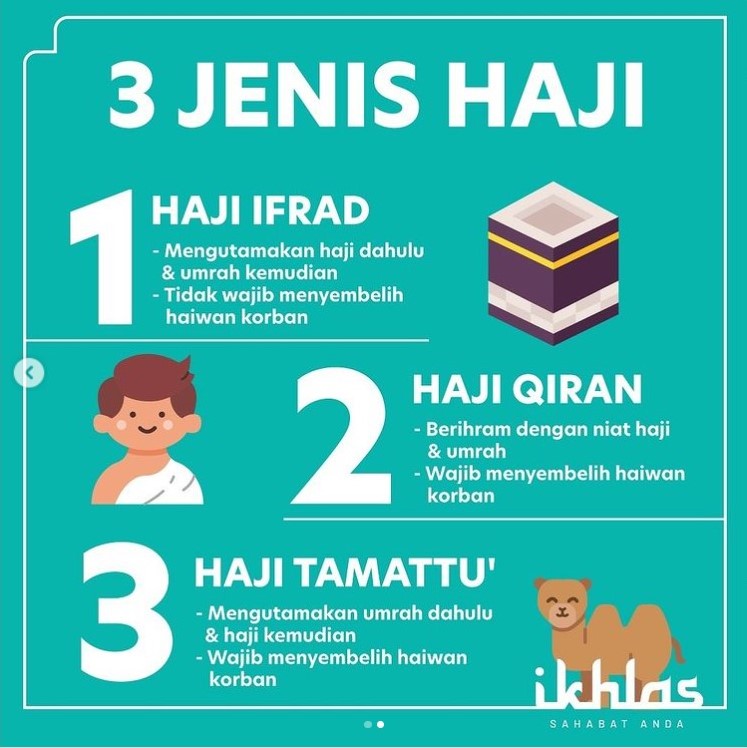 3 JENIS HAJI
1
HAJI IFRAD
- Mengutamakan haji dahulu
& umrah kemudian
- Tidak wajib menyembelih
haiwan korban
2
HAJI QIRAN
- Berihram dengan niat haji
& umrah
- Wajib menyembelih haiwan
korban
3
HAJI TAMATTU'
- Mengutamakan umrah dahulu
& haji kemudian
- Wajib menyembelih haiwan
korban
ikhlas
SAHABAT ANDA